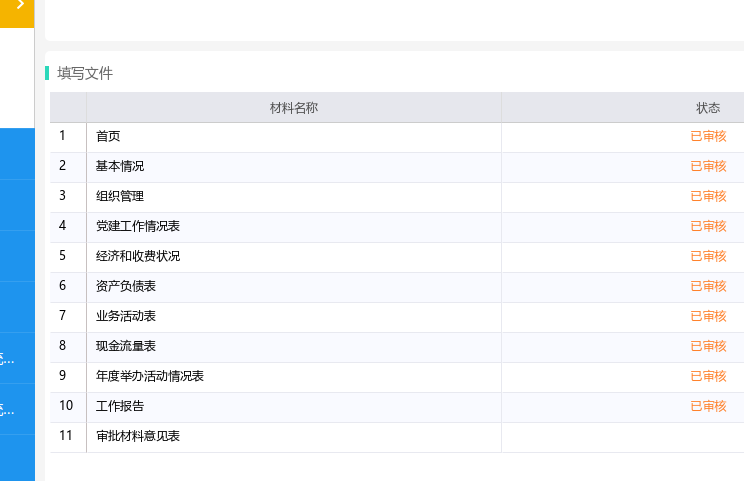 填写文件
材料名称 状态
1 首页 已审核
2 基本情况 已审核
3 组织管理 已审核
4 党建工作情况表 已审核
5 经济和收费状况 已审核
6 资产负债表 已审核
7 业务活动表 已审核
8 现金流量表 已审核
9 年度举办活动情况表 已审核
10 工作报告 已审核
11 审批材料意见表